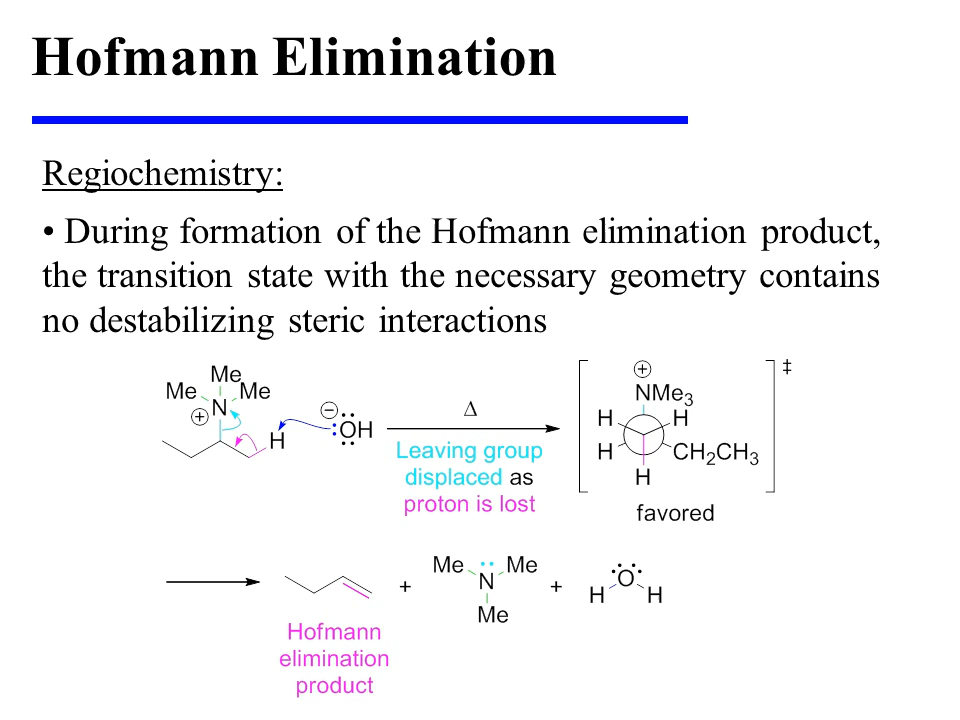 Hofmann Elimination
Regiochemistry:
• During formation of the Hofmann elimination product,
the transition state with the necessary geometry contains
no destabilizing steric interactions
Me
Me Me
N
+
H
− OH
Δ
Leaving group
displaced as
proton is lost
+
NMe3
H H
H CH2CH3
H
‡
favored
+
Me Me
N
Me
+
O
H H
Hofmann
elimination
product